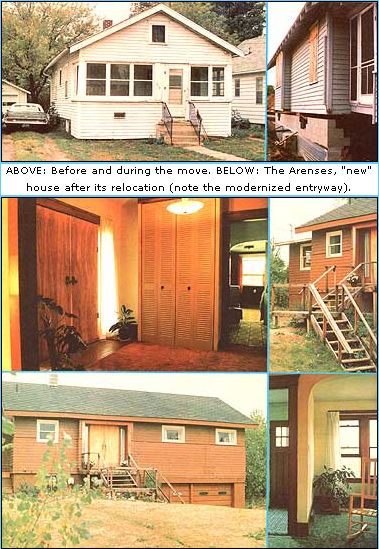 ABOVE: Before and during the move. BELOW: The Arenses, "new"
house after its relocation (note the modernized entryway).